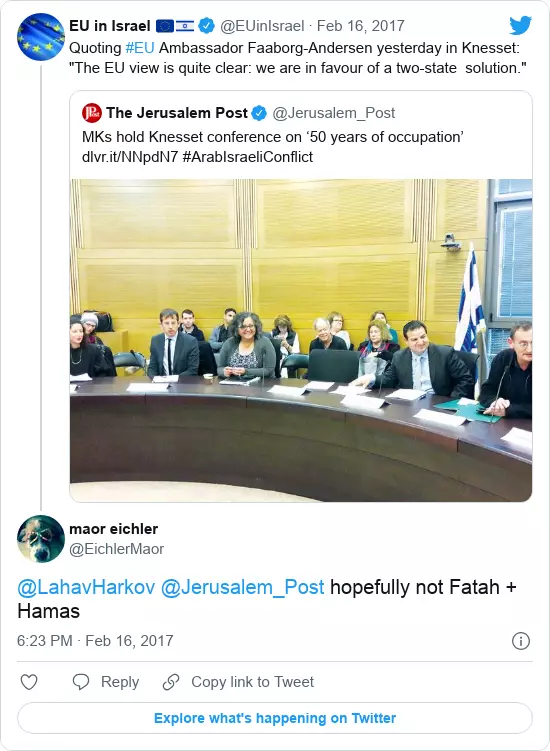 EU in Israel 🇪🇺🇮🇱 @EUinIsrael · Feb 16, 2017
Quoting #EU Ambassador Faaborg-Andersen yesterday in Knesset:
"The EU view is quite clear: we are in favour of a two-state  solution."
The Jerusalem Post @Jerusalem_Post
MKs hold Knesset conference on ‘50 years of occupation’
dlvr.it/NNpdN7 #ArabIsraeliConflict
maor eichler
@EichlerMaor
@LahavHarkov @Jerusalem_Post hopefully not Fatah +
Hamas
6:23 PM · Feb 16, 2017
Reply
Copy link to Tweet
Explore what's happening on Twitter